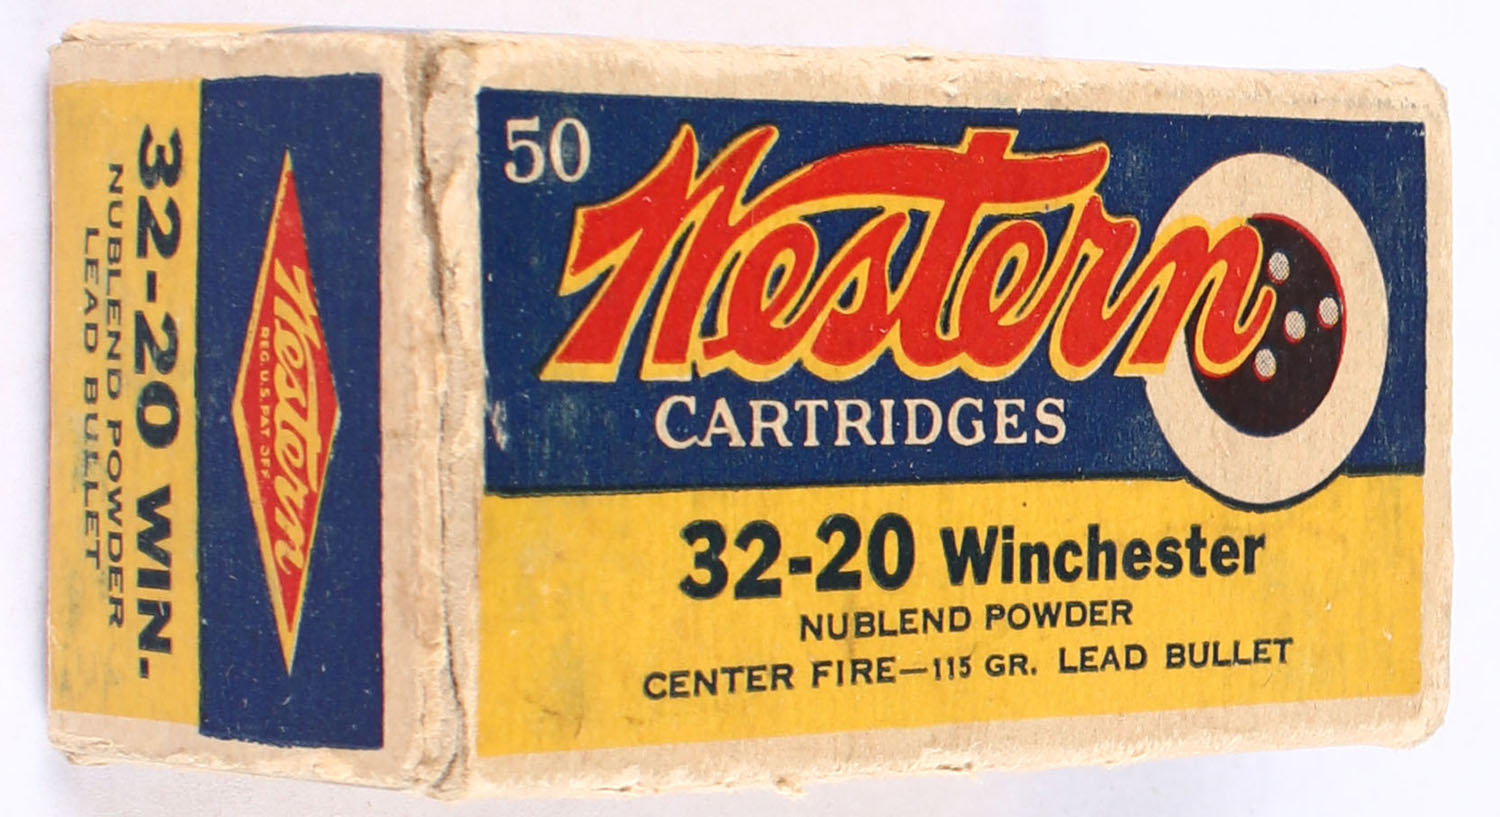 50
Western
CARTRIDGES
32-20 Winchester
NUBLEND POWDER
CENTER FIRE—115 GR. LEAD BULLET
Western
REG. U.S. PAT. OFF.
32-20 WIN.
NUBLEND POWDER
LEAD BULLET